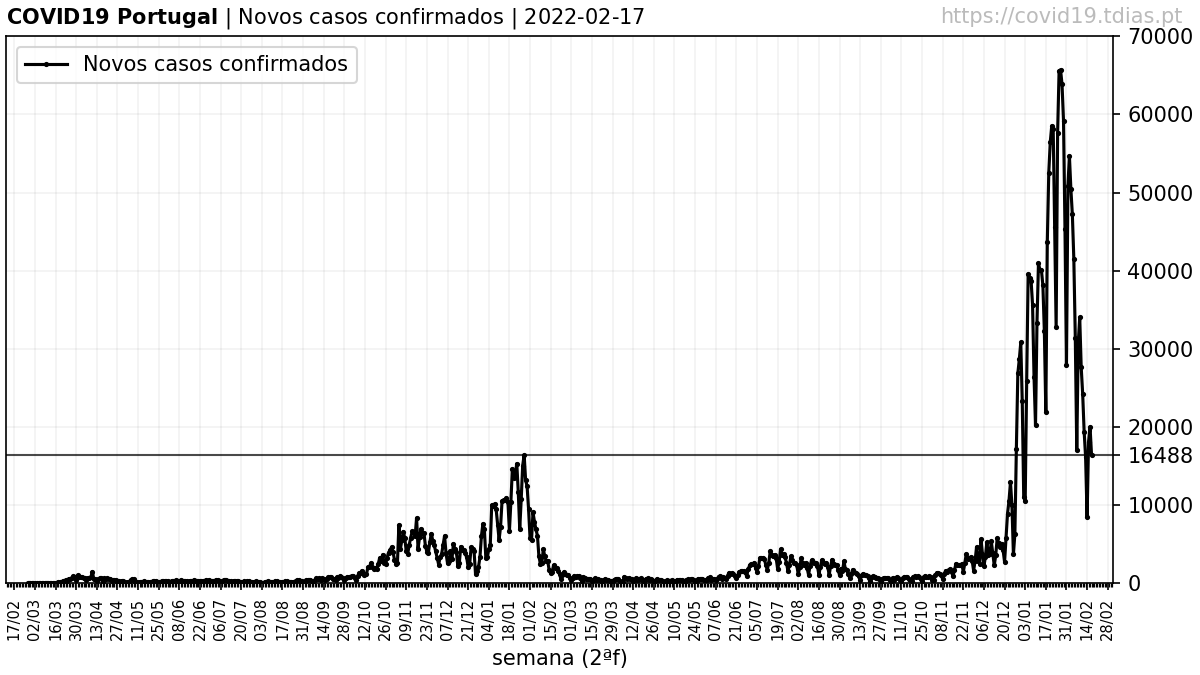 COVID19 Portugal | Novos casos confirmados | 2022-02-17
https://covid19.tdias.pt
Novos casos confirmados
70000
60000
50000
40000
30000
20000
16488
10000
0
17/02 02/03 16/03 30/03 13/04 27/04 11/05 25/05 08/06 22/06 06/07 20/07 03/08 17/08 31/08 14/09 28/09 12/10 26/10 09/11 23/11 07/12 21/12 04/01 18/01 01/02 15/02 01/03 15/03 29/03 12/04 26/04 10/05 24/05 07/06 21/06 05/07 19/07 02/08 16/08 30/08 13/09 27/09 11/10 25/10 08/11 22/11 06/12 20/12 03/01 17/01 31/01 14/02 28/02
semana (2ªf)